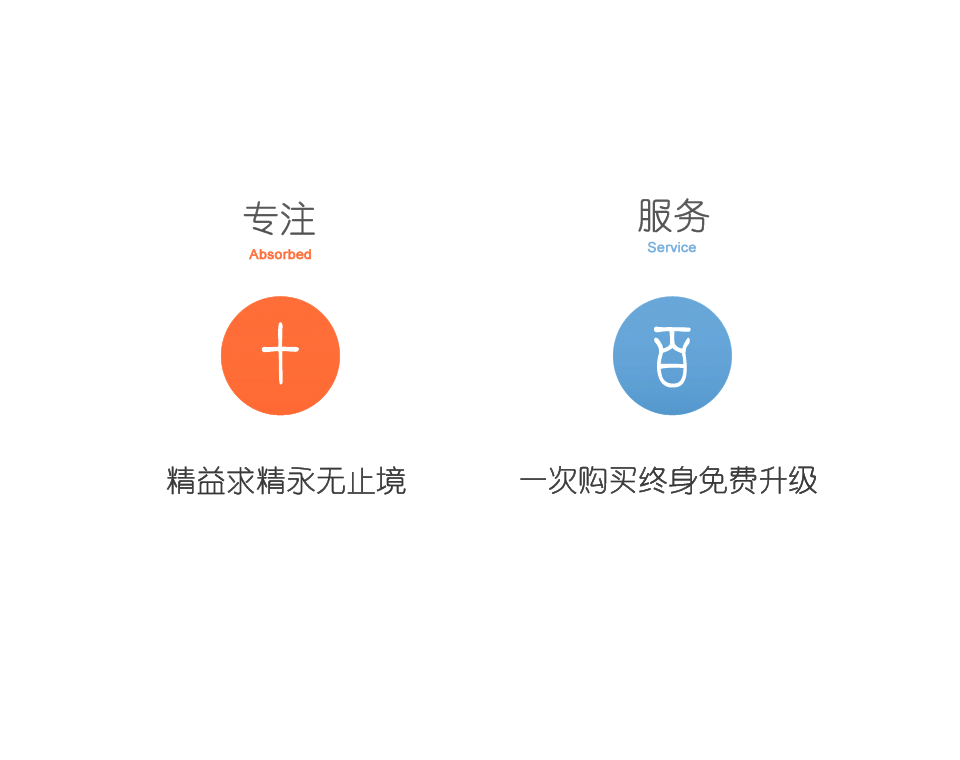 专注
Absorbed
十
精益求精永无止境
服务
Service
百
一次购买终身免费升级